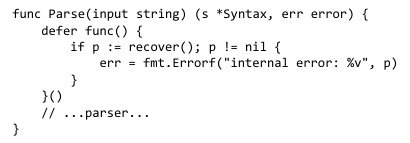 func Parse(input string) (s *Syntax, err error) {
    defer func() {
        if p := recover(); p != nil {
            err = fmt.Errorf("internal error: %v", p)
        }
    }()
    // ...parser...
}